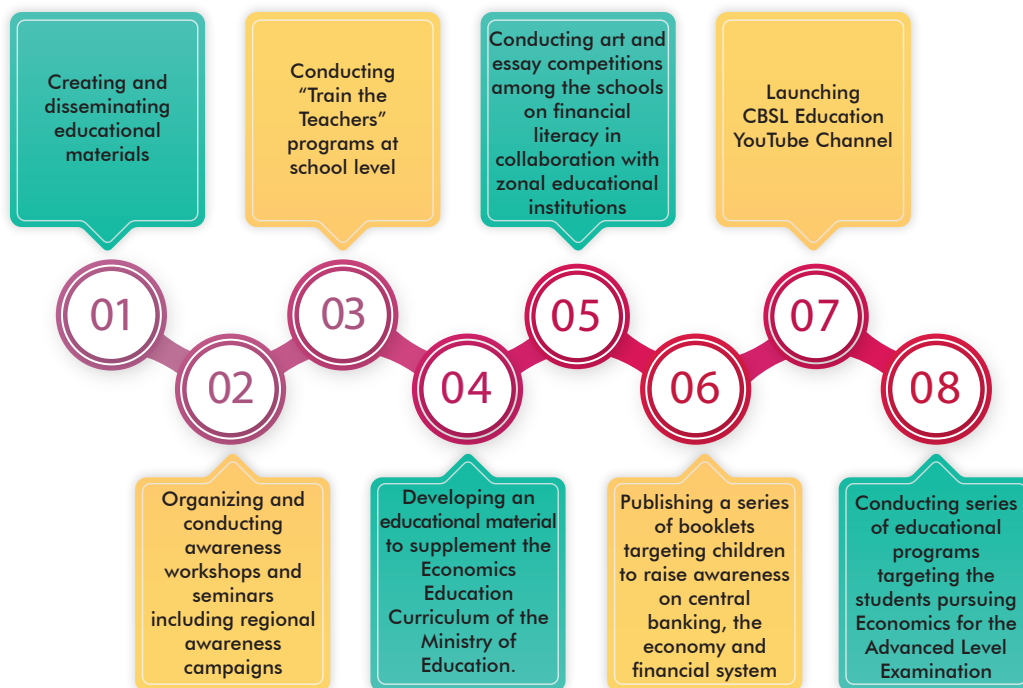 Creating and
disseminating
educational
materials
Conducting
“Train the
Teachers”
programs at
school level
Conducting art and
essay competitions
among the schools
on financial
literacy in
collaboration with
zonal educational
institutions
Launching
CBSL Education
YouTube Channel
01
02
03
04
05
06
07
08
Organizing and
conducting
awareness
workshops and
seminars
including regional
awareness
campaigns
Developing an
educational material
to supplement the
Economics
Education
Curriculum of the
Ministry of
Education.
Publishing a series
of booklets
targeting children
to raise awareness
on central
banking, the
economy and
financial system
Conducting series
of educational
programs
targeting the
students pursuing
Economics for the
Advanced Level
Examination